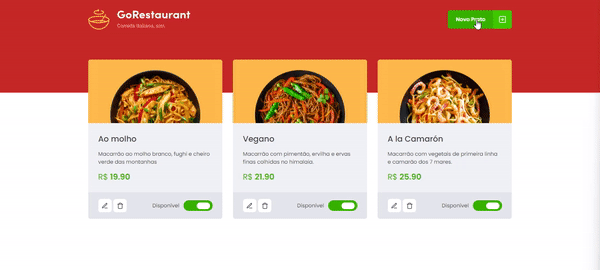 GoRestaurant
Comida italiana, sim.
Novo Prato
Ao molho
Macarrão ao molho branco, fughi e cheiro
verde das montanhas
R$ 19.90
Disponível
Vegano
Macarrão com pimentão, ervilha e ervas
finas colhidas no himalaia.
R$ 21.90
Disponível
A la Camarón
Macarrão com vegetais de primeira linha
e camarão dos 7 mares.
R$ 25.90
Disponível